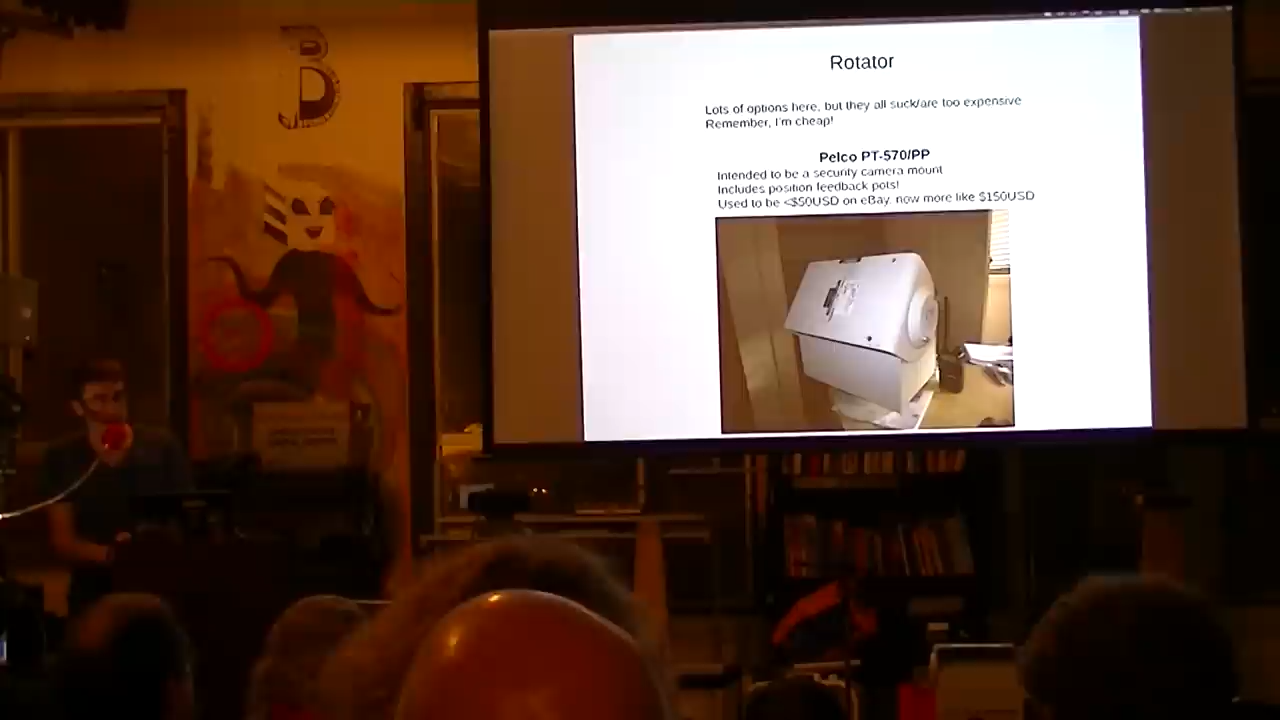 3
Rotator
Lots of options here, but they all suck/are too expensive
Remember, I'm cheap!
Pelco PT-570/PP
Intended to be a security camera mount
Includes position feedback pots!
Used to be <$50USD on eBay, now more like $150USD